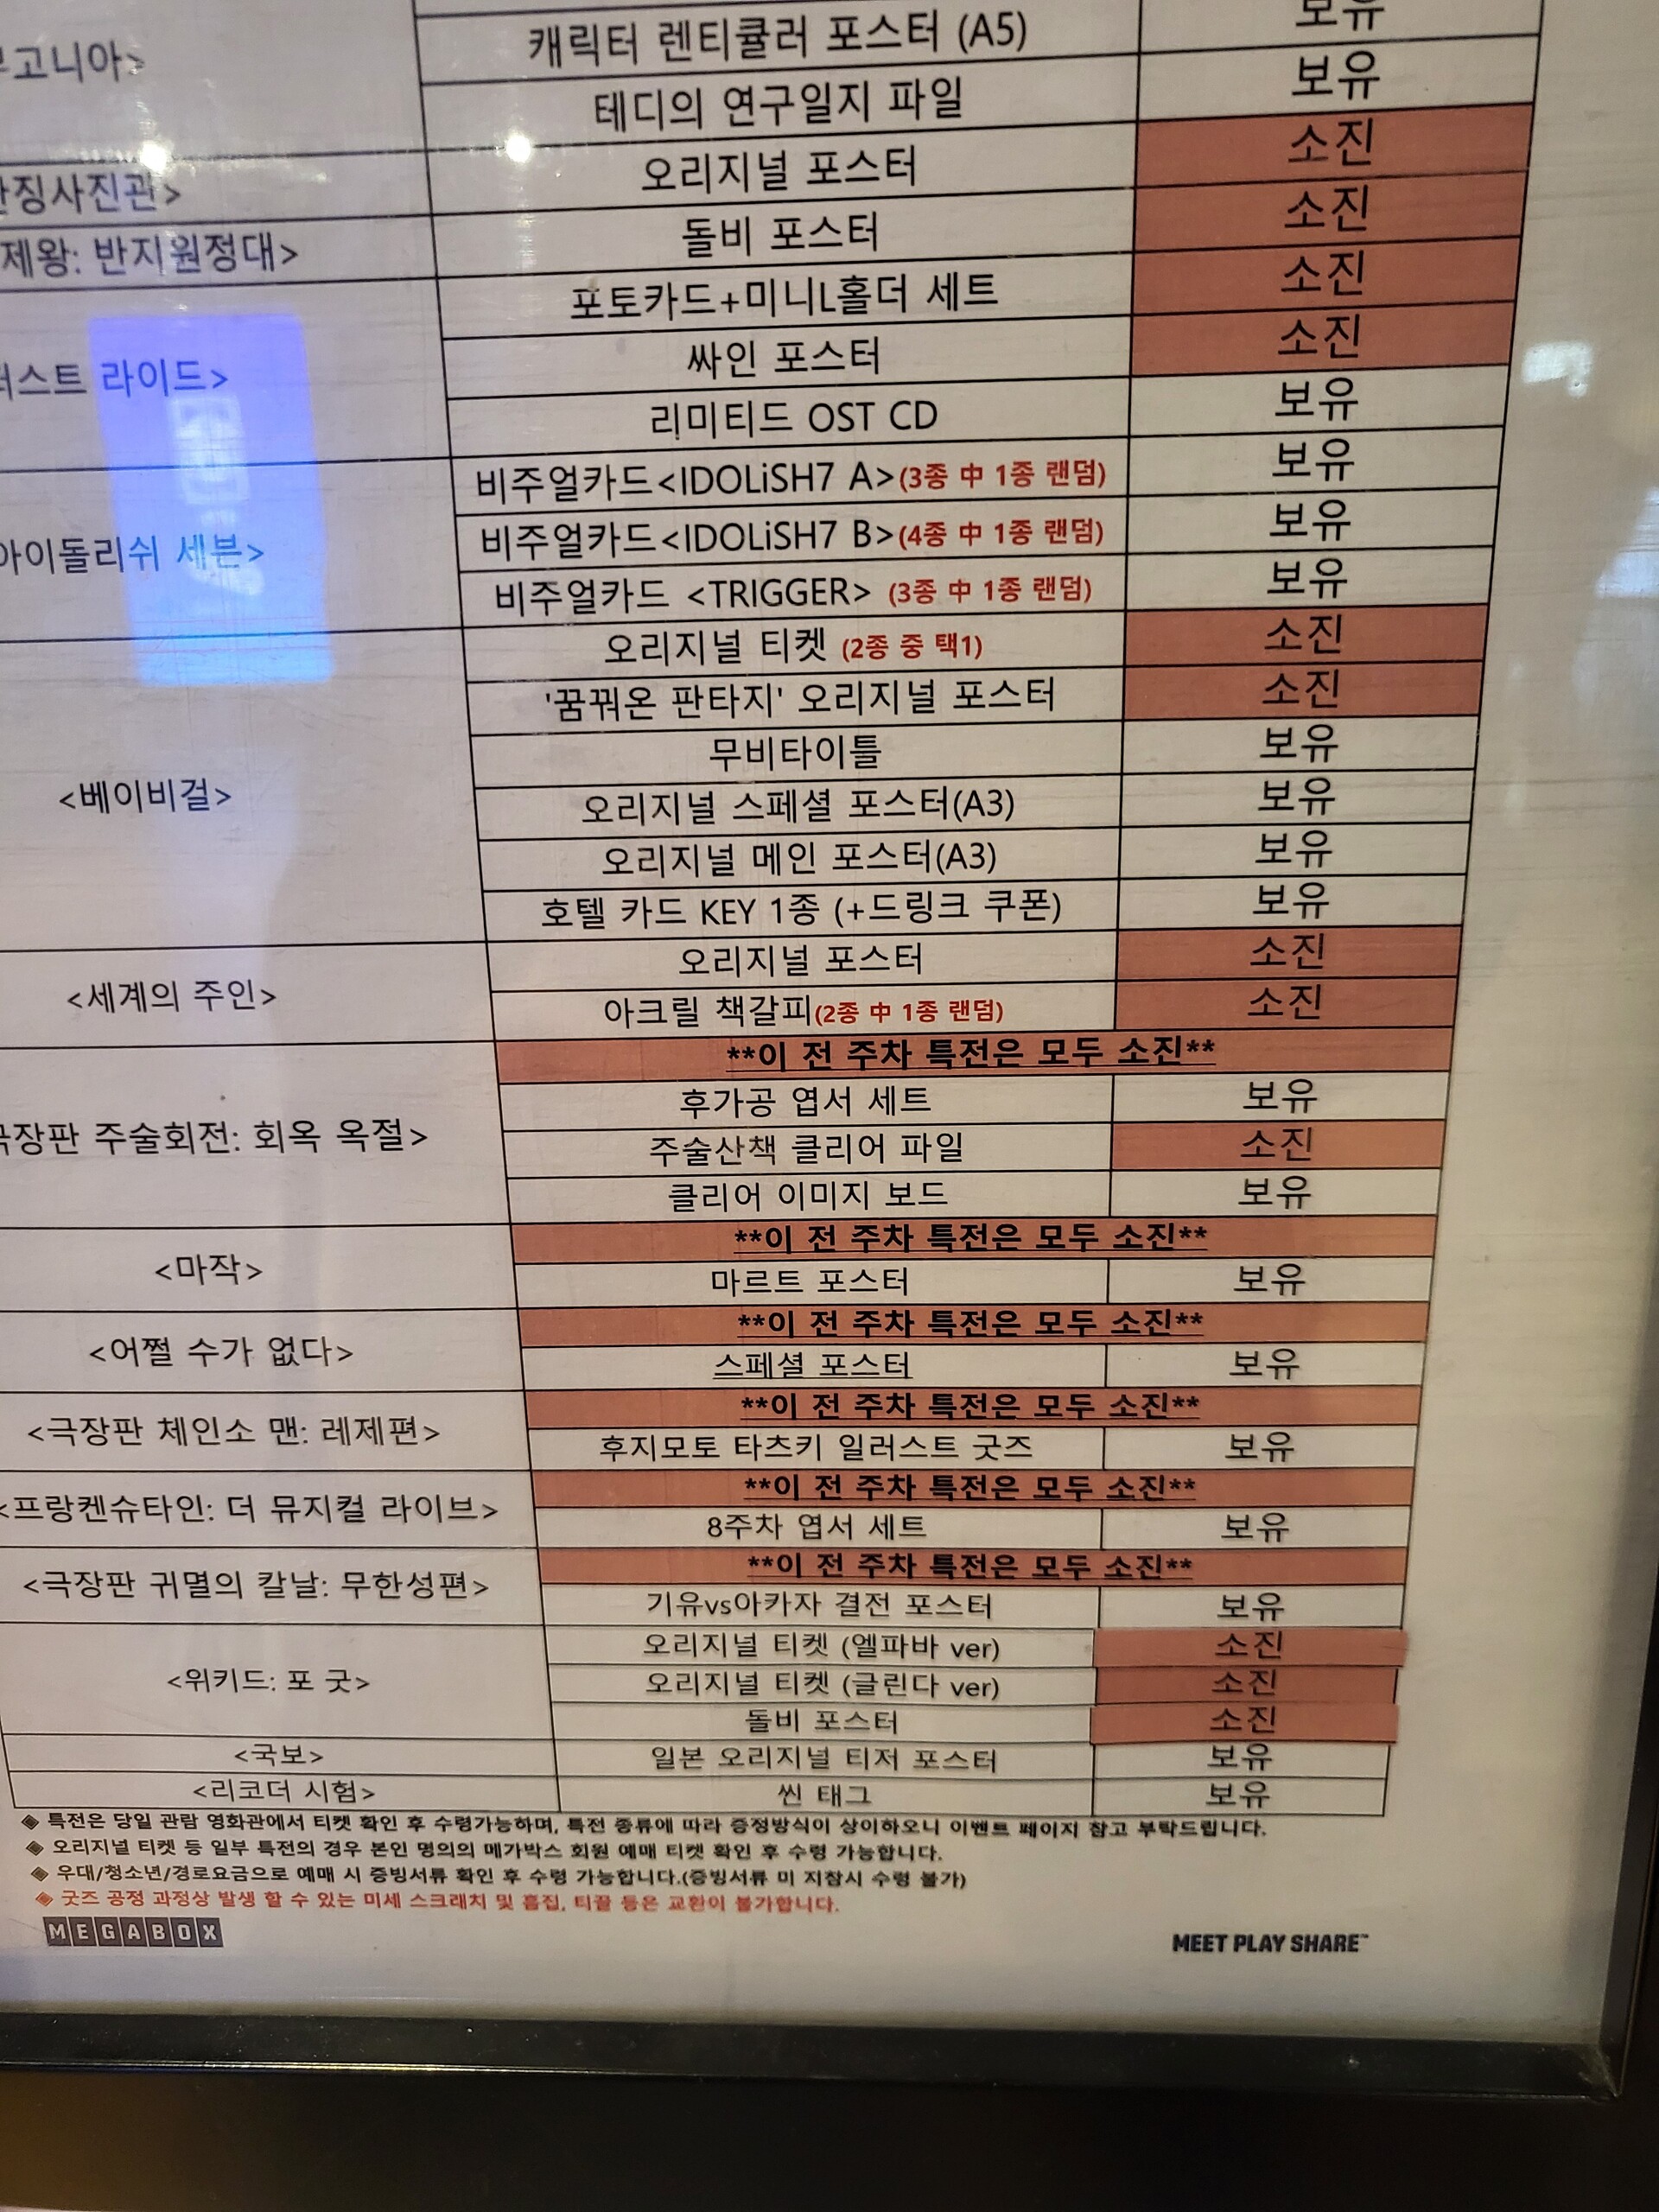 보유
캐릭터 렌티큘러 포스터 (A5)
고니아>
테디의 연구일지 파일 보유
오리지널 포스터 소진
징사진관>
돌비 포스터 소진
제왕: 반지원정대>
포토카드+미니L홀더 세트 소진
싸인 포스터 소진
스트 라이드>
리미티드 OST CD 보유
비주얼카드<IDOLiSH7 A>(3종 中 1종 랜덤) 보유
비주얼카드<IDOLiSH7 B>(4종 中 1종 랜덤) 보유
아이돌리쉬 세븐>
비주얼카드 <TRIGGER> (3종 中 1종 랜덤) 보유
오리지널 티켓 (2종 중 택1) 소진
'꿈꿔온 판타지' 오리지널 포스터 소진
무비타이틀 보유
<베이비걸>
오리지널 스페셜 포스터(A3) 보유
오리지널 메인 포스터(A3) 보유
호텔 카드 KEY 1종 (+드링크 쿠폰) 보유
오리지널 포스터 소진
<세계의 주인>
아크릴 책갈피(2종 中 1종 랜덤) 소진
**이 전 주차 특전은 모두 소진**
후가공 엽서 세트 보유
극장판 주술회전: 회옥 옥절>
주술산책 클리어 파일 소진
클리어 이미지 보드 보유
**이 전 주차 특전은 모두 소진**
<마작>
마르트 포스터 보유
**이 전 주차 특전은 모두 소진**
<어쩔 수가 없다>
스페셜 포스터 보유
**이 전 주차 특전은 모두 소진**
<극장판 체인소 맨: 레제편>
후지모토 타츠키 일러스트 굿즈 보유
**이 전 주차 특전은 모두 소진**
<프랑켄슈타인: 더 뮤지컬 라이브>
8주차 엽서 세트 보유
**이 전 주차 특전은 모두 소진**
<극장판 귀멸의 칼날: 무한성편>
기유vs아카자 결전 포스터 보유
오리지널 티켓 (엘파바 ver) 소진
<위키드: 포 굿>
오리지널 티켓 (글린다 ver) 소진
돌비 포스터 소진
<국보> 일본 오리지널 티저 포스터 보유
<리코더 시험> 씬 태그 보유
◈ 특전은 당일 관람 영화관에서 티켓 확인 후 수령가능하며, 특전 종류에 따라 증정방식이 상이하오니 이벤트 페이지 참고 부탁드립니다.
◈ 오리지널 티켓 등 일부 특전의 경우 본인 명의의 메가박스 회원 예매 티켓 확인 후 수령 가능합니다.
◈ 우대/청소년/경로요금으로 예매 시 증빙서류 확인 후 수령 가능합니다.(증빙서류 미 지참시 수령 불가)
◈ 굿즈 공정 과정상 발생 할 수 있는 미세 스크래치 및 흠집, 티끌 등은 교환이 불가합니다.
MEGABOX
MEET PLAY SHARE™